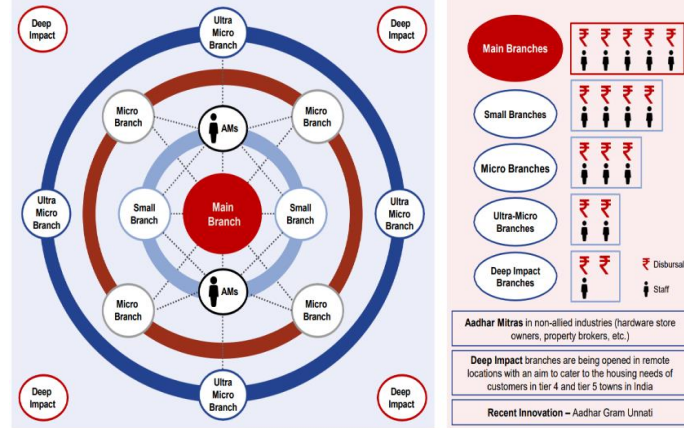 Deep
Impact
Ultra
Micro
Branch
Deep
Impact
Micro
Branch
AMs
Micro
Branch
Ultra
Micro
Branch
Small
Branch
Main
Branch
Small
Branch
Ultra
Micro
Branch
Micro
Branch
AMs
Micro
Branch
Deep
Impact
Ultra
Micro
Branch
Deep
Impact
Main Branches
₹ ₹ ₹ ₹ ₹
Small Branches
₹ ₹ ₹ ₹
Micro Branches
₹ ₹ ₹
Ultra-Micro
Branches
₹ ₹
Deep Impact
Branches
₹ ₹
₹ Disbursal
Staff
Aadhar Mitras in non-allied industries (hardware store
owners, property brokers, etc.)
Deep Impact branches are being opened in remote
locations with an aim to cater to the housing needs of
customers in tier 4 and tier 5 towns in India
Recent Innovation – Aadhar Gram Unnati